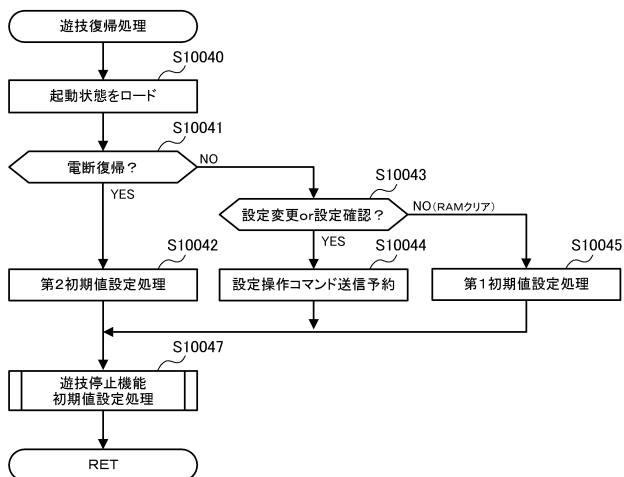 遊技復帰処理
S10040
起動状態をロード
S10041
電断復帰?
NO
YES
S10043
設定変更or設定確認?
NO(RAMクリア)
YES
S10042
第2初期値設定処理
S10044
設定操作コマンド送信予約
S10045
第1初期値設定処理
S10047
遊技停止機能
初期値設定処理
RET